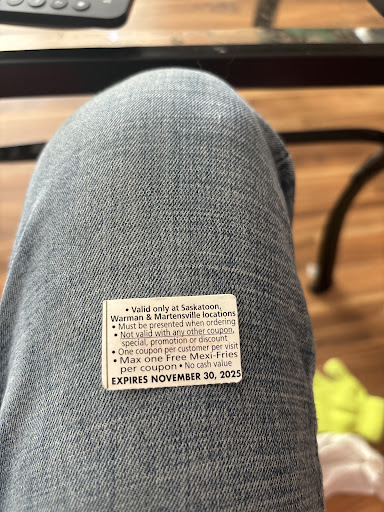 • Valid only at Saskatoon,
Warman & Martensville locations
• Must be presented when ordering
• Not valid with any other coupon,
special, promotion or discount
• One coupon per customer per visit
• Max one Free Mexi-Fries
per coupon • No cash value
EXPIRES NOVEMBER 30, 2025